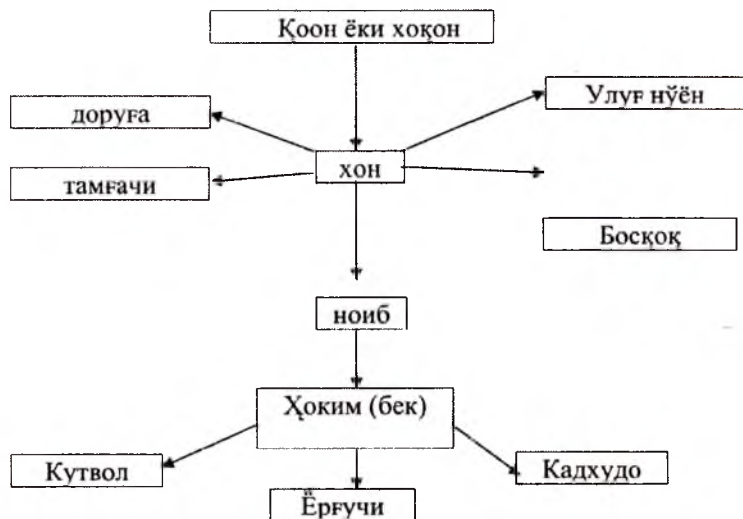 Қоон ёки хоқон
доруға
Улуғ нўён
хон
тамғачи
Босқоқ
ноиб
Ҳоким (бек)
Кутвол
Кадхудо
Ёрғучи